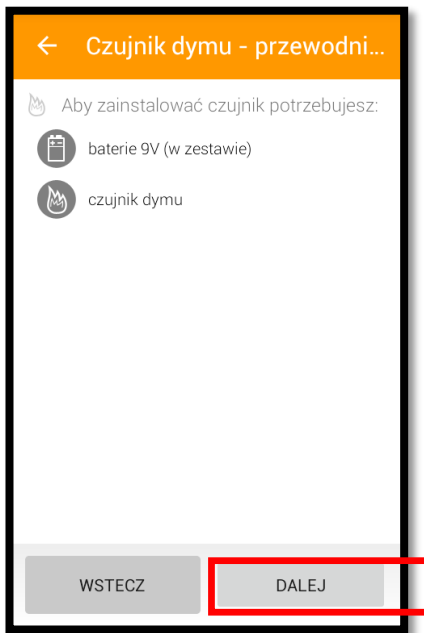 Czujnik dymu - przewodni...
Aby zainstalować czujnik potrzebujesz:
baterie 9V (w zestawie)
czujnik dymu
WSTECZ
DALEJ